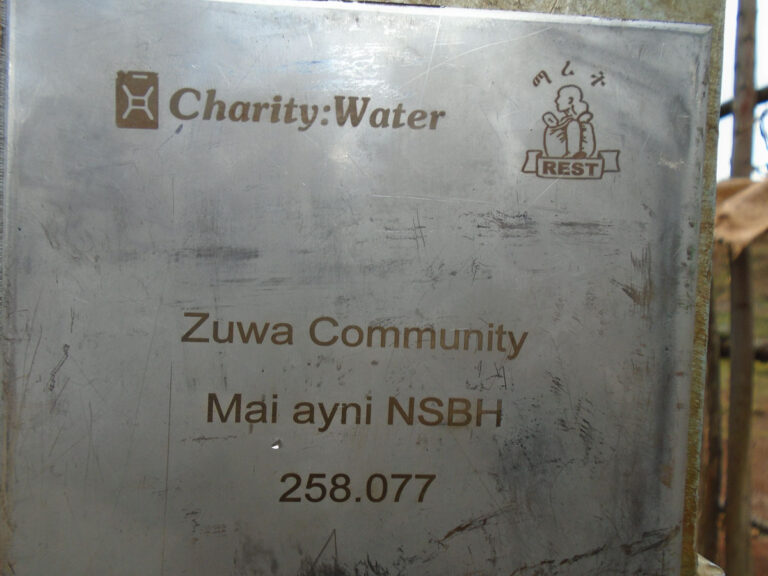 Charity:Water
ማ ሬ ት
REST
Zuwa Community
Mai ayni NSBH
258.077